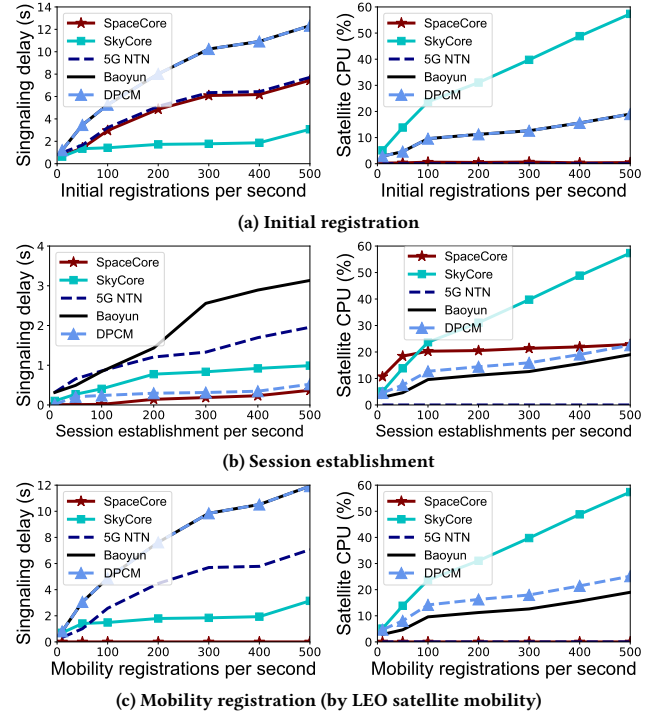 Singnaling delay (s)
14
12
10
8
6
4
2
0
SpaceCore
SkyCore
5G NTN
Baoyun
DPCM
0 100 200 300 400 500
Initial registrations per second
Satellite CPU (%)
60
50
40
30
20
10
0
SpaceCore
SkyCore
5G NTN
Baoyun
DPCM
0 100 200 300 400 500
Initial registrations per second
(a) Initial registration
Singnaling delay (s)
4
3
2
1
0
SpaceCore
SkyCore
5G NTN
Baoyun
DPCM
0 100 200 300 400 500
Session establishment per second
Satellite CPU (%)
60
50
40
30
20
10
0
SpaceCore
SkyCore
5G NTN
Baoyun
DPCM
0 100 200 300 400 500
Session establishments per second
(b) Session establishment
Singnaling delay (s)
12
10
8
6
4
2
0
SpaceCore
SkyCore
5G NTN
Baoyun
DPCM
0 100 200 300 400 500
Mobility registrations per second
Satellite CPU (%)
60
50
40
30
20
10
0
SpaceCore
SkyCore
5G NTN
Baoyun
DPCM
0 100 200 300 400 500
Mobility registrations per second
(c) Mobility registration (by LEO satellite mobility)